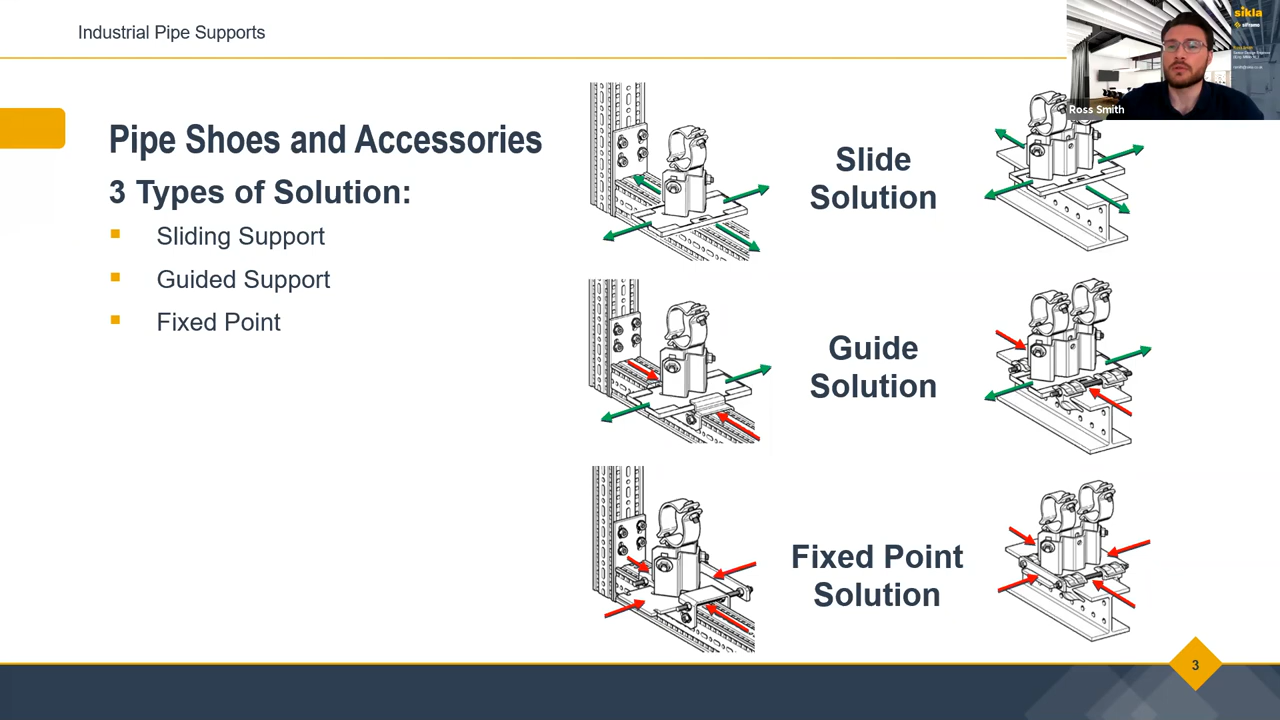 Industrial Pipe Supports
sikla
Ross Smith
Pipe Shoes and Accessories
3 Types of Solution:
Sliding Support
Guided Support
Fixed Point
Slide
Solution
Guide
Solution
Fixed Point
Solution
3